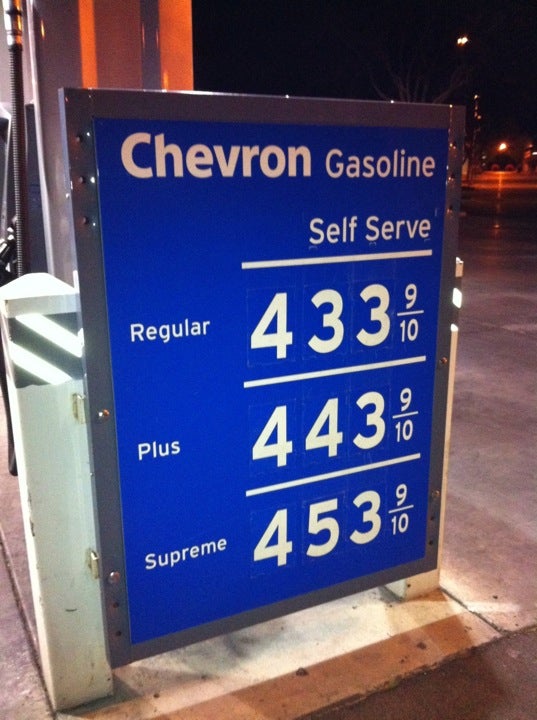 Chevron Gasoline
Self Serve
Regular 433 9/10
Plus 443 9/10
Supreme 453 9/10